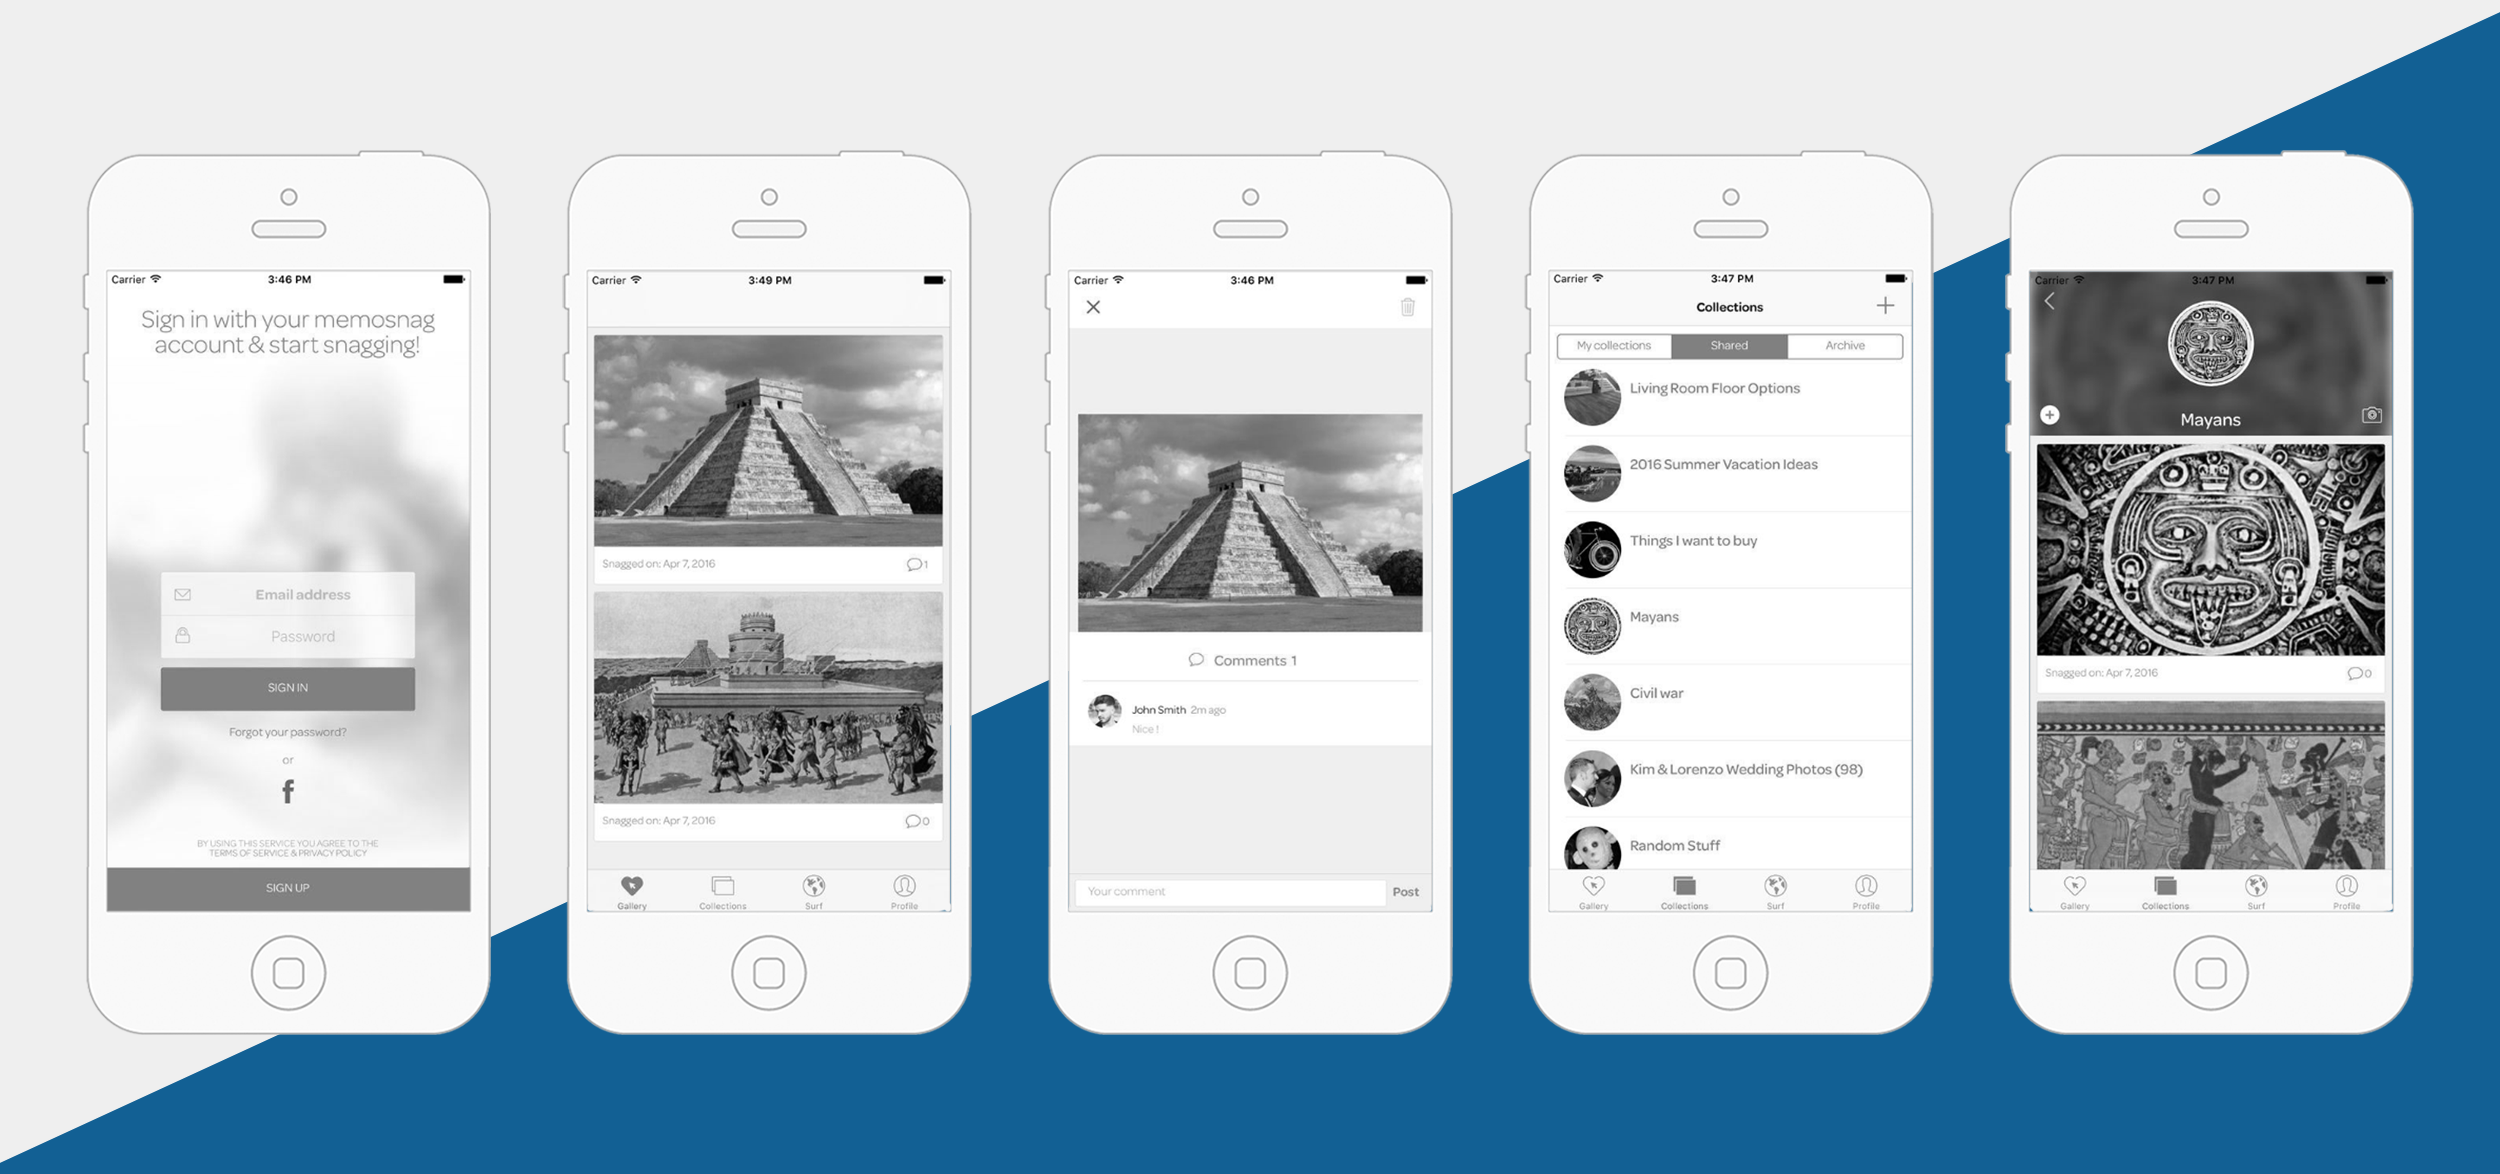 Carrier
3:46 PM
Sign in with your memosnag
account & start snagging!
Email address
Password
SIGN IN
Forgot your password?
or
f
BY USING THIS SERVICE YOU AGREE TO THE
TERMS OF SERVICE & PRIVACY POLICY
SIGN UP
Carrier
3:49 PM
Snagged on: Apr 7, 2016
1
Snagged on: Apr 7, 2016
0
Gallery
Collections
Surf
Profile
Carrier
3:46 PM
Comments 1
John Smith 2m ago
Nice !
Your comment
Post
Carrier
3:47 PM
Collections
My collections
Shared
Archive
Living Room Floor Options
2016 Summer Vacation Ideas
Things I want to buy
Mayans
Civil war
Kim & Lorenzo Wedding Photos (98)
Random Stuff
Gallery
Collections
Surf
Profile
Carrier
3:47 PM
Mayans
Snagged on: Apr 7, 2016
0
Gallery
Collections
Surf
Profile